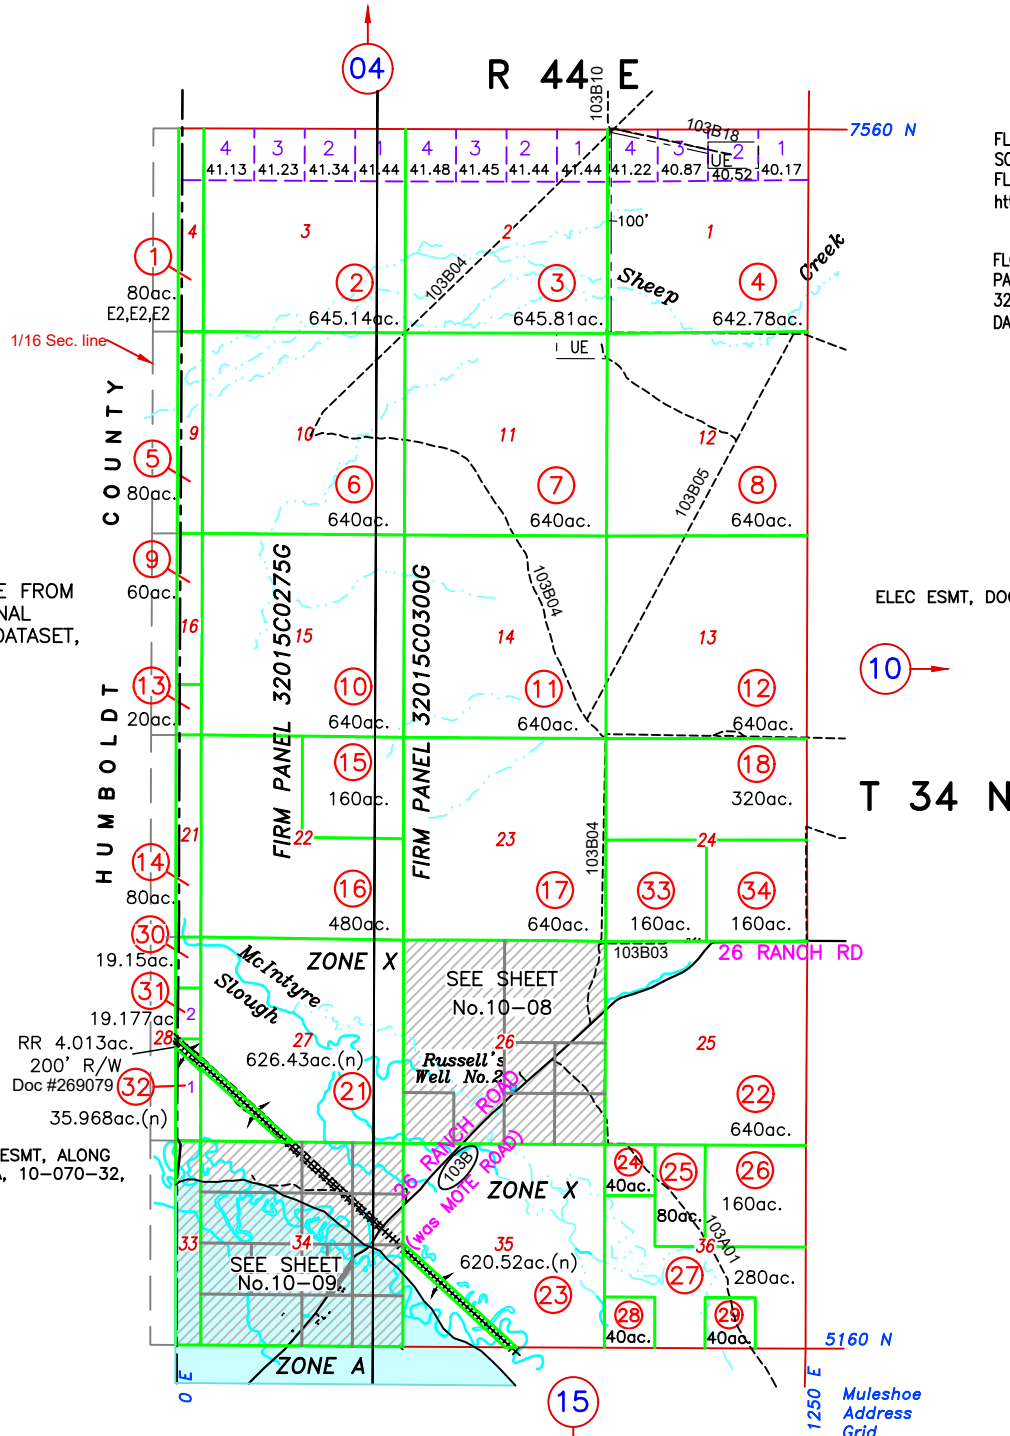 04
R 44 E
103B10
103B18
7560 N
FL
SC
FL
ht
4 3 2 1 4 3 2 1 4 3 2 1
UE
41.13 41.23 41.34 41.44 41.48 41.45 41.44 41.44 41.22 40.87 40.52 40.17
100'
4 3 2 1
103B04
Sheep Creek
FLO
PA
32
DA
1 2 3 4
80ac.
E2,E2,E2
645.14ac. 645.81ac. 642.78ac.
1/16 Sec. line
UE
COUNTY
9 10 11 12
5 6 7 8
80ac. 640ac. 640ac. 640ac.
103B05
9
60ac.
E FROM
NAL
DATASET,
FIRM PANEL 32015C0275G
FIRM PANEL 32015C0300G
103B04
ELEC ESMT, DOC
16 15 14 13
10
HUMBOLDT
13 10 11 12
20ac. 640ac. 640ac. 640ac.
15 18
160ac. 320ac.
T 34 N
21 22 23 24
103B04
14 16 17 33 34
80ac. 480ac. 640ac. 160ac. 160ac.
30
19.15ac.
McIntyre
Slough
ZONE X
SEE SHEET
No.10-08
103B03
26 RANCH RD
31
19.177ac
2
28 27 26 25
RR 4.013ac.
200' R/W
Doc #269079
626.43ac.(n)
Russell's
Well No.2
32
1
21
22
35.968ac.(n)
640ac.
ESMT, ALONG
A, 10-070-32,
26 RANCH ROAD
(was MOTE ROAD)
103B
ZONE X
24 25 26
40ac. 80ac. 160ac.
103A01
33 34 35 36
SEE SHEET
No.10-09
620.52ac.(n)
23
27
280ac.
28 29
40ac. 40ac.
5160 N
ZONE A
0 E
1250 E
15
Muleshoe
Address
Grid